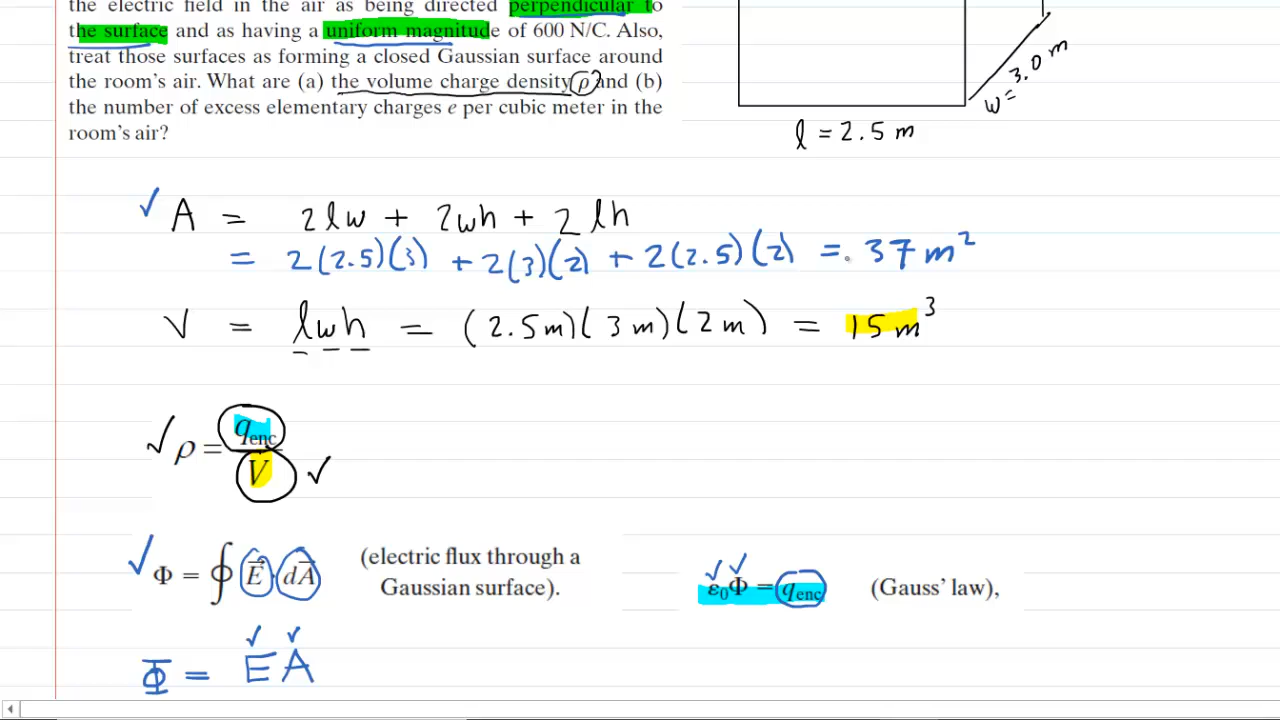 the electric field in the air as being directed perpendicular to
the surface and as having a uniform magnitude of 600 N/C. Also,
treat those surfaces as forming a closed Gaussian surface around
the room's air. What are (a) the volume charge density ρ and (b)
the number of excess elementary charges e per cubic meter in the
room's air?
w = 3.0 m
l = 2.5 m
✓ A = 2lw + 2wh + 2lh
= 2(2.5)(3) + 2(3)(2) + 2(2.5)(2) = 37 m²
V = lwh = (2.5m)(3m)(2m) = 15 m³
✓ ρ = qenc / V ✓
✓ Φ = ∮ E⃗ · dA⃗ (electric flux through a
Gaussian surface).
✓ ✓
ε₀Φ = qenc (Gauss' law),
✓ ✓
Φ = E A